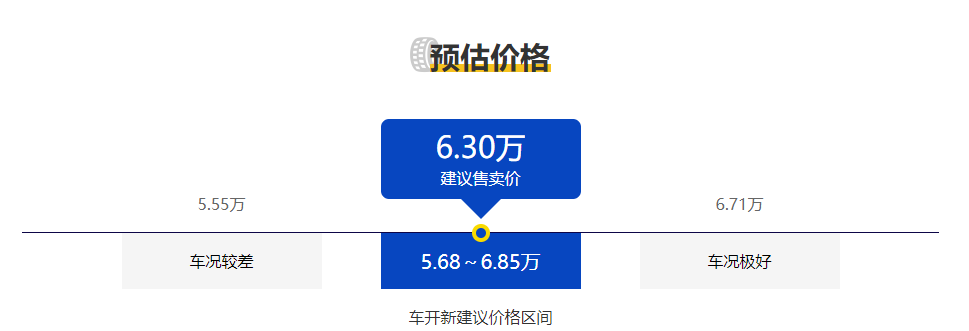 预估价格
6.30万
建议售卖价
5.55万
6.71万
车况较差
5.68～6.85万
车况极好
车开新建议价格区间